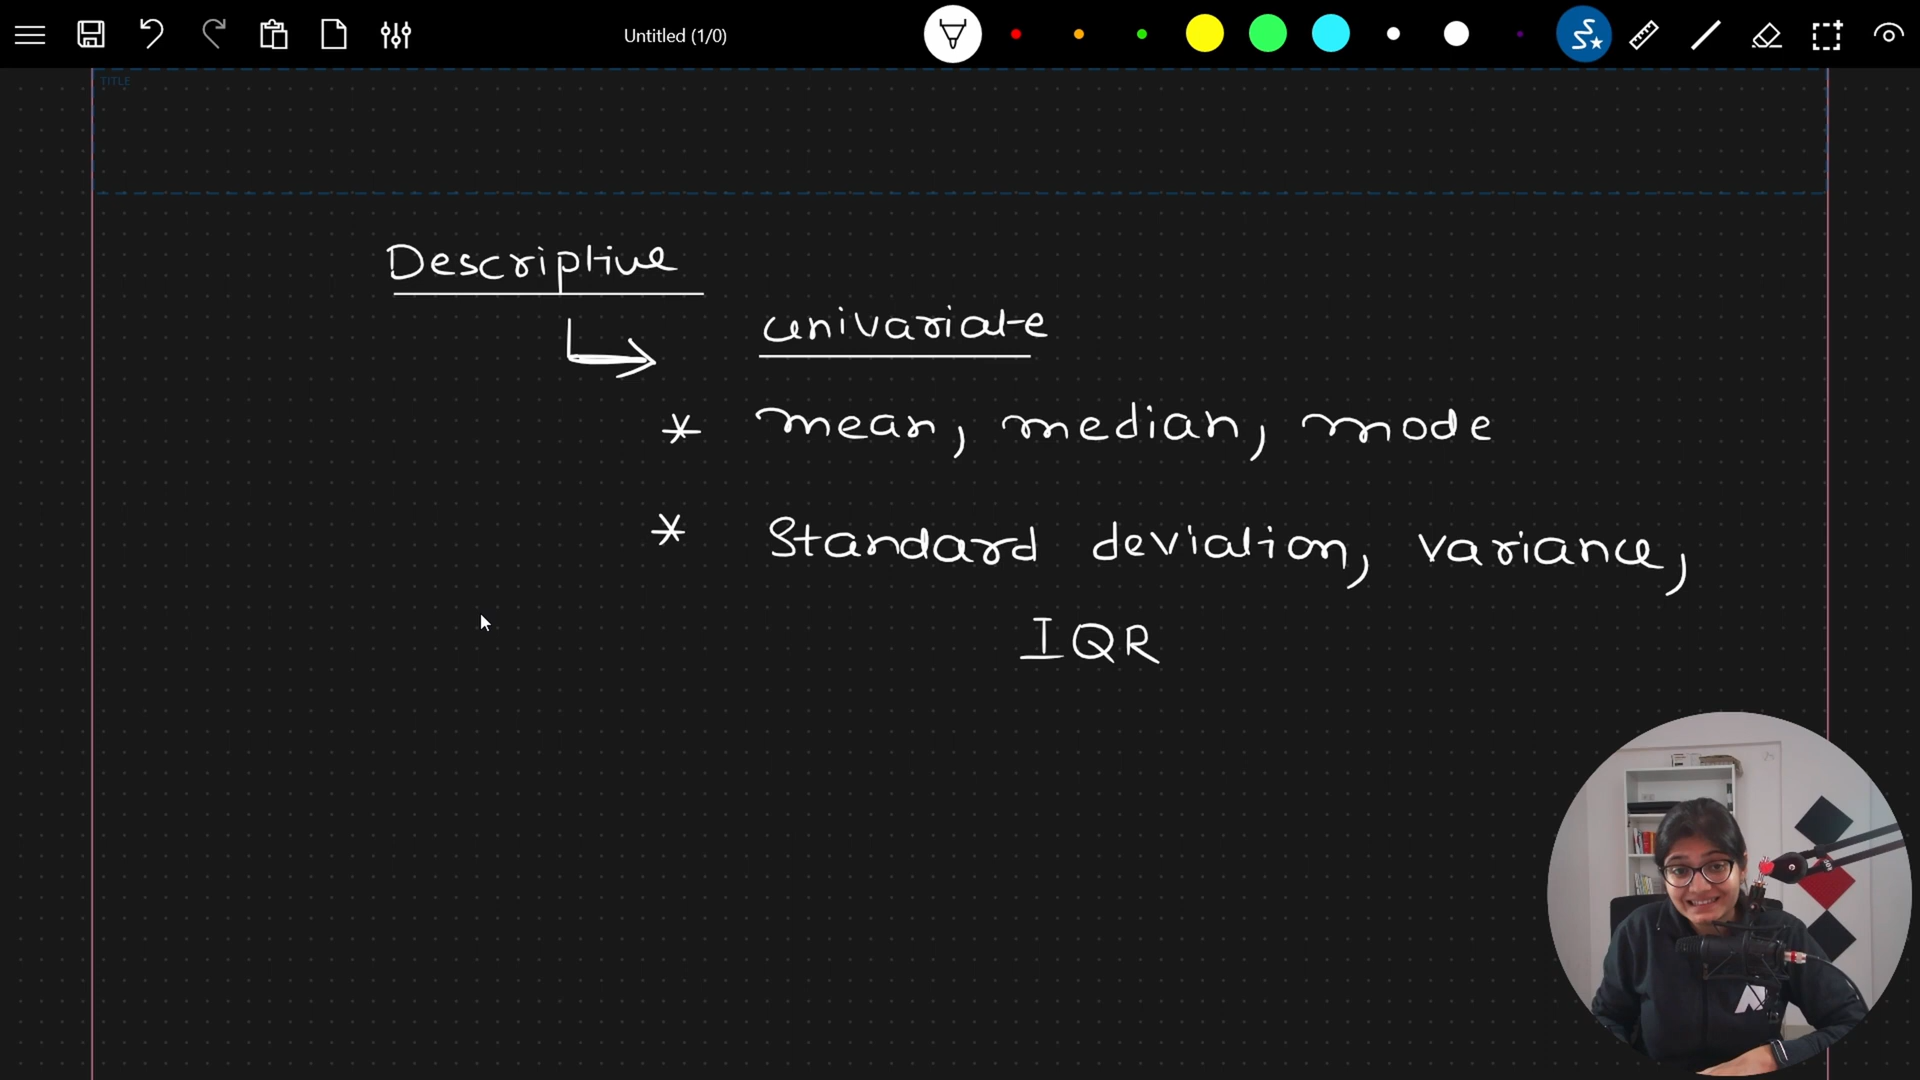 Untitled (1/0)
TITLE
Descriptive
univariate
* mean, median, mode
* Standard deviation, variance,
IQR